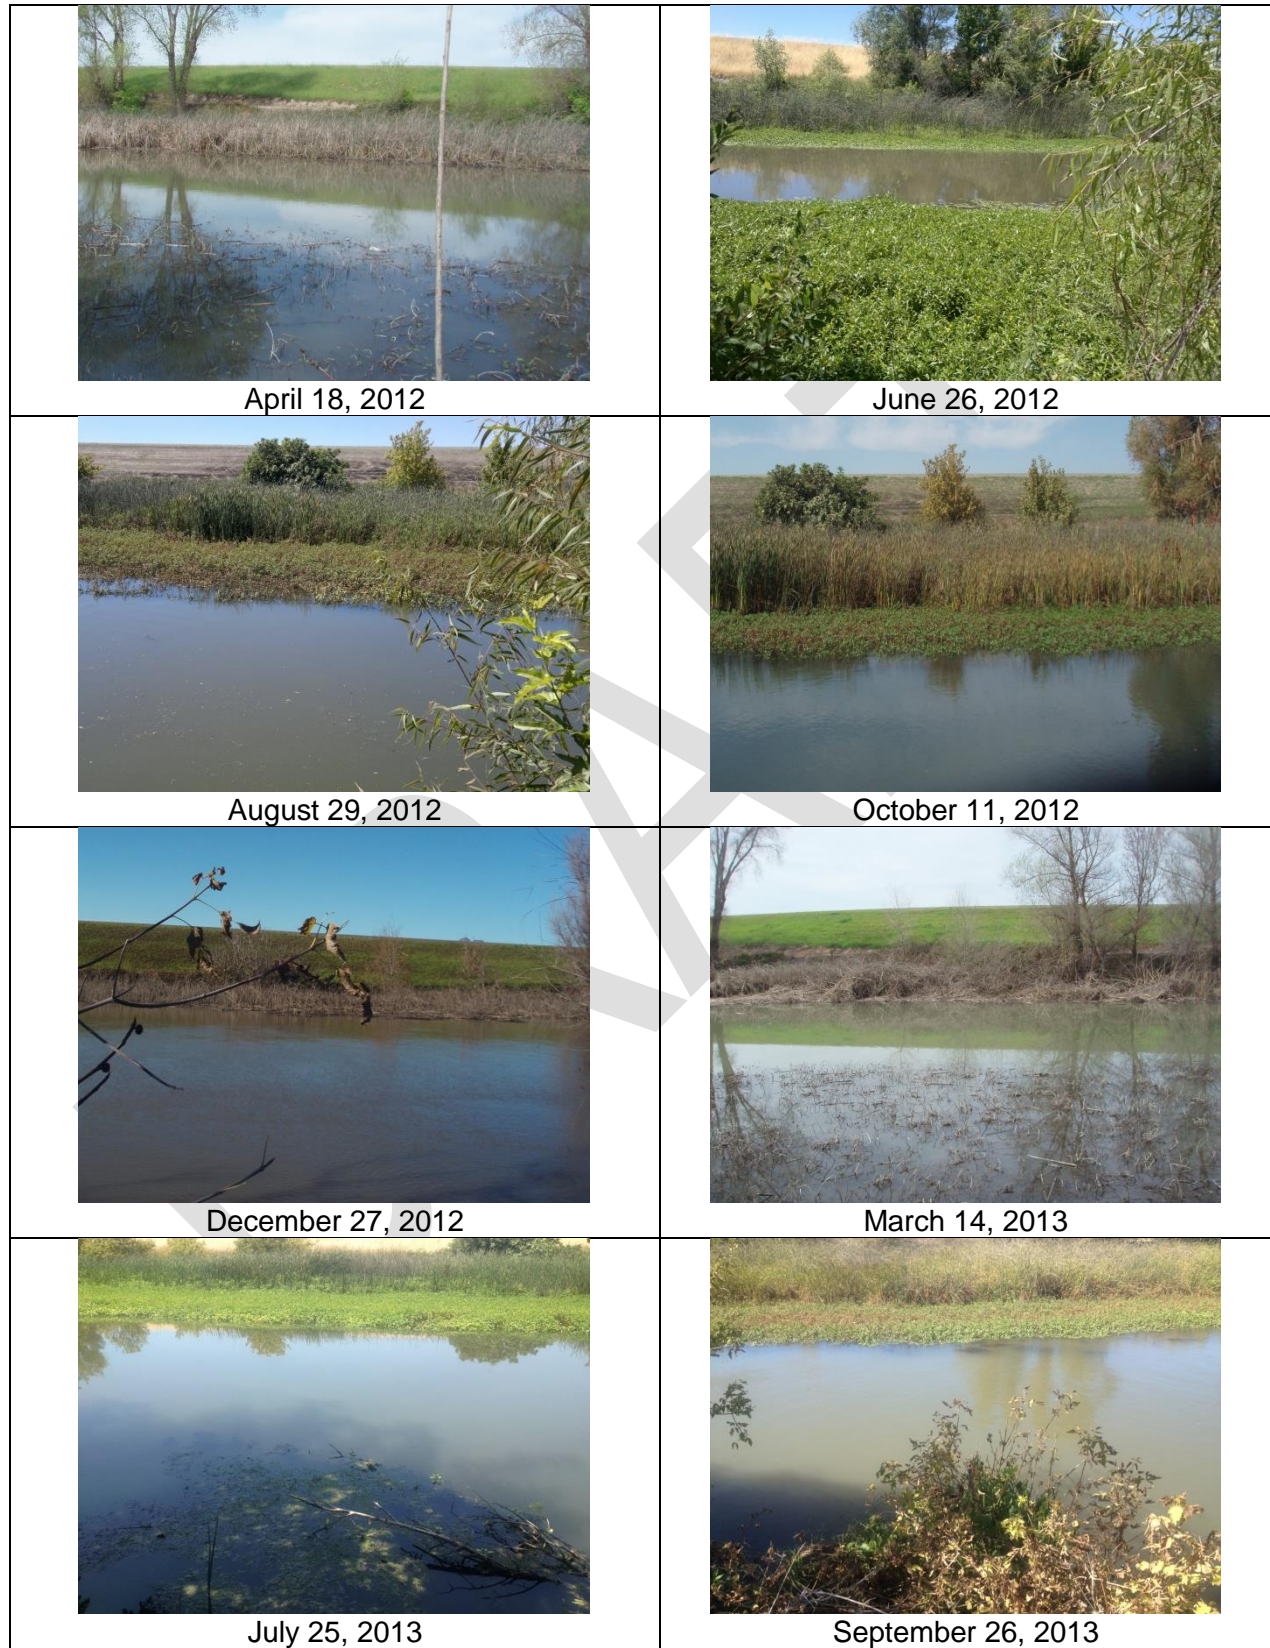 April 18, 2012
June 26, 2012
August 29, 2012
October 11, 2012
December 27, 2012
March 14, 2013
July 25, 2013
September 26, 2013
DRAFT